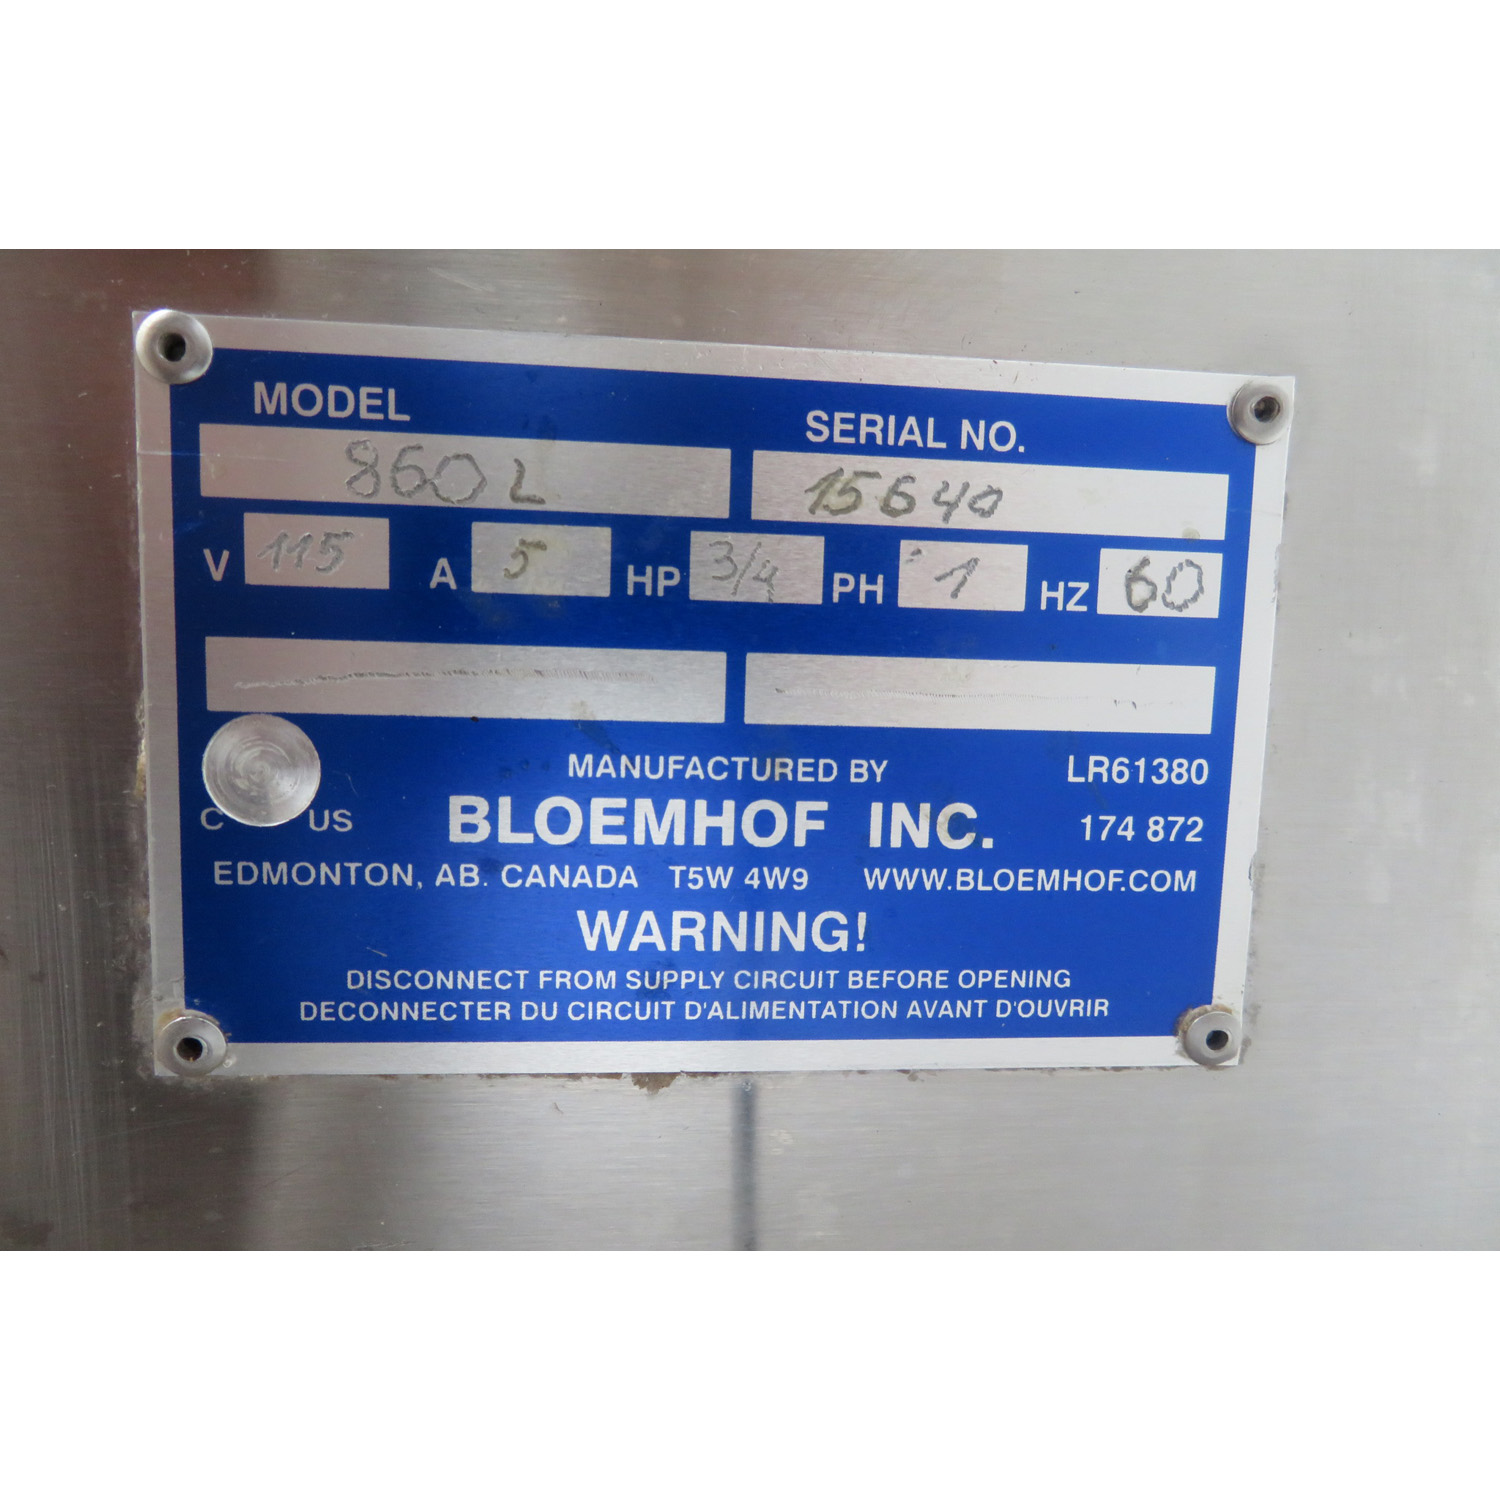 MODEL SERIAL NO.
860L 15640
V 115 A 5 HP 3/4 PH 1 HZ 60
MANUFACTURED BY LR61380
BLOEMHOF INC. 174 872
C US
EDMONTON, AB. CANADA T5W 4W9 WWW.BLOEMHOF.COM
WARNING!
DISCONNECT FROM SUPPLY CIRCUIT BEFORE OPENING
DECONNECTER DU CIRCUIT D'ALIMENTATION AVANT D'OUVRIR